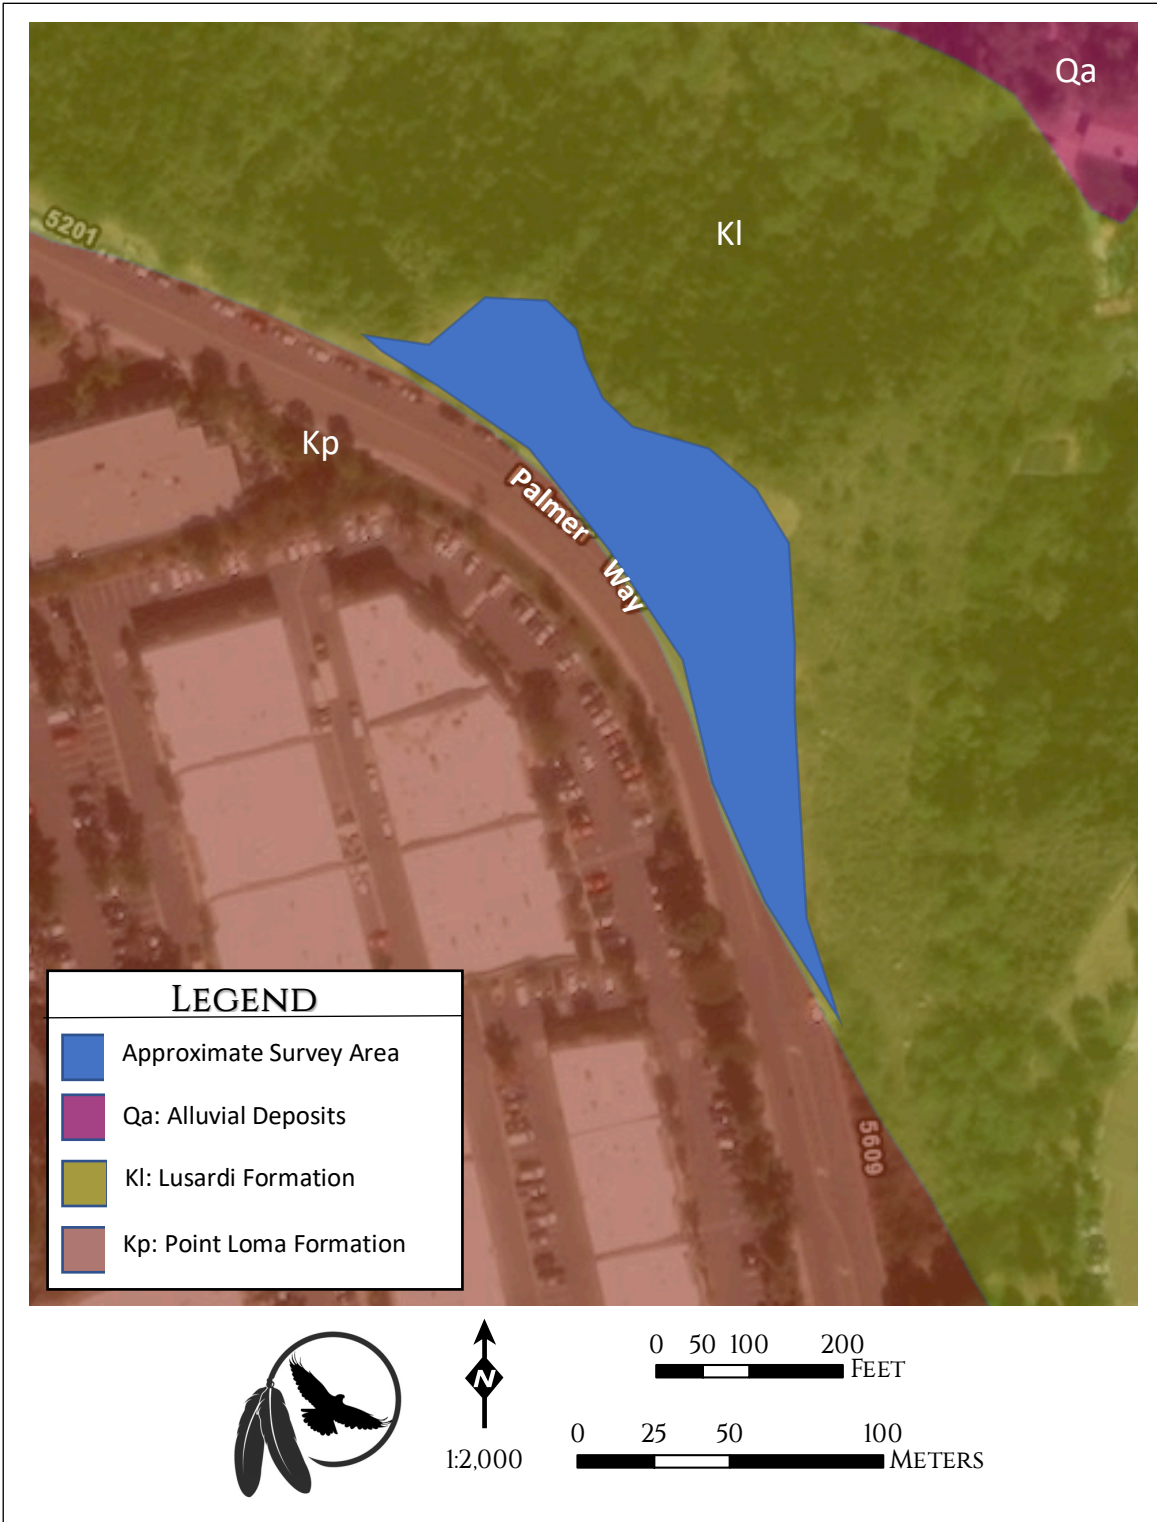 Qa
5201
Kl
Kp
Palmer Way
LEGEND
Approximate Survey Area
Qa: Alluvial Deposits
Kl: Lusardi Formation
Kp: Point Loma Formation
5609
N
1:2,000
0 50 100 200
FEET
0 25 50 100
METERS